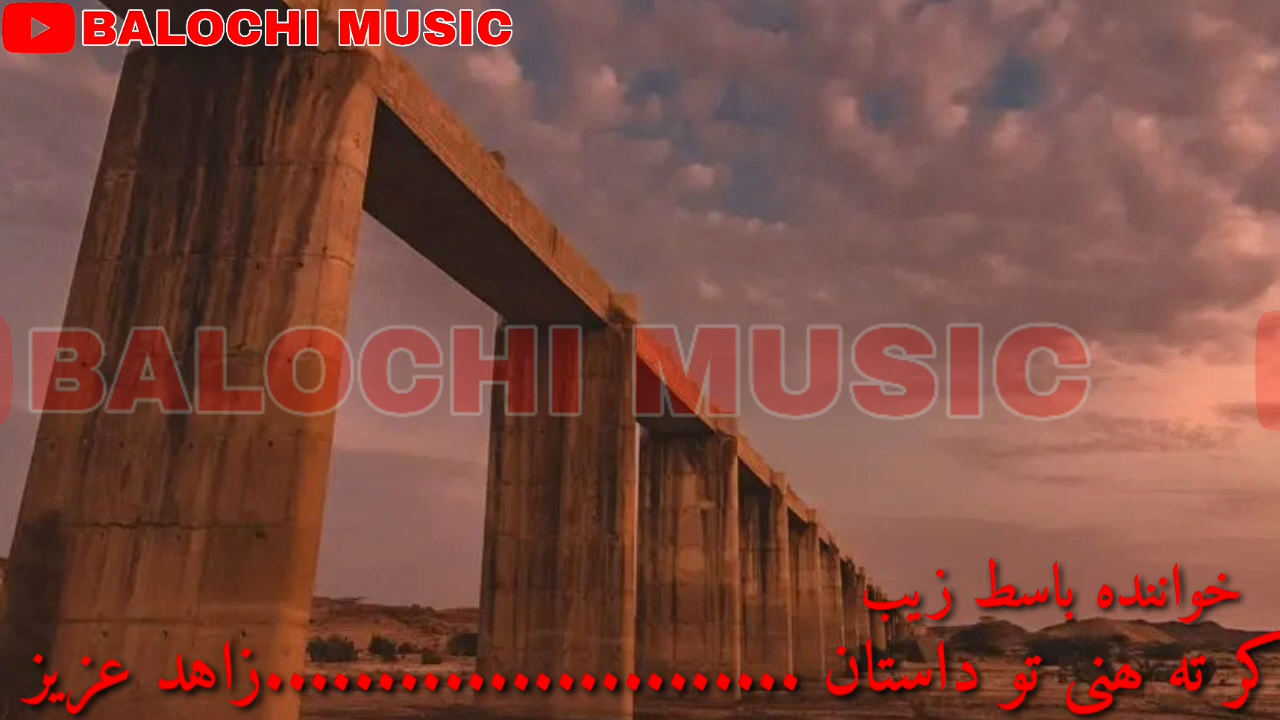 BALOCHI MUSIC
BALOCHI MUSIC
خواننده باسط زیب
کر ته هنی تو داستان ........................زاهد عزیز